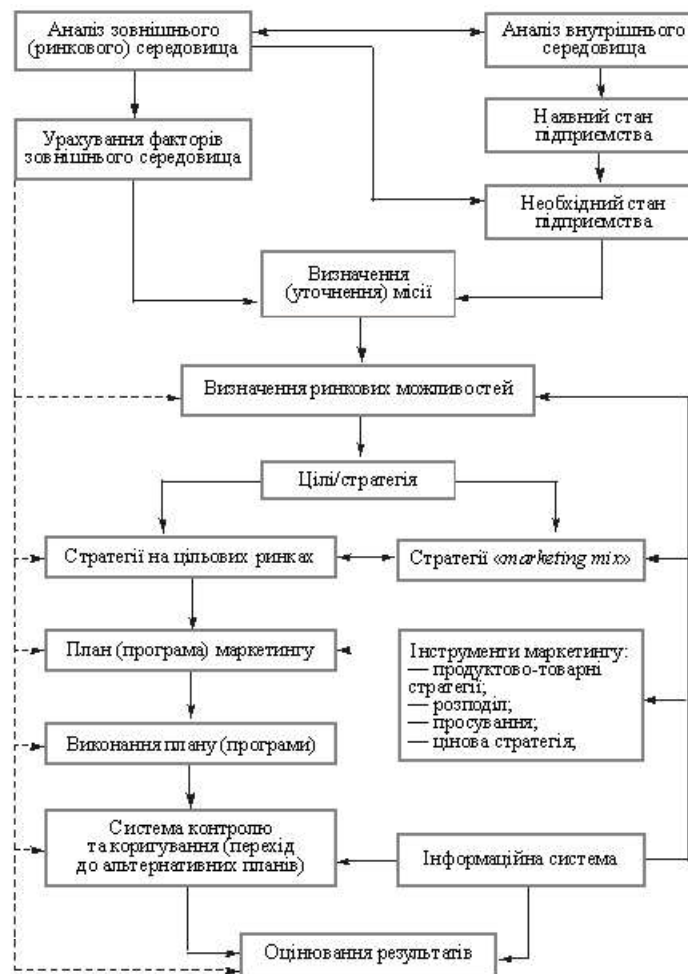 Аналіз зовнішнього
(ринкового) середовища
Аналіз внутрішнього
середовища
Урахування факторів
зовнішнього середовища
Наявний стан
підприємства
Необхідний стан
підприємства
Визначення
(уточнення) місії
Визначення ринкових можливостей
Цілі/стратегія
Стратегії на цільових ринках
Стратегії «marketing mix»
План (програма) маркетингу
Інструменти маркетингу:
— продуктово-товарні
стратегії;
— розподіл;
— просування;
— цінова стратегія;
Виконання плану (програми)
Система контролю
та коригування (перехід
до альтернативних планів)
Інформаційна система
Оцінювання результатів